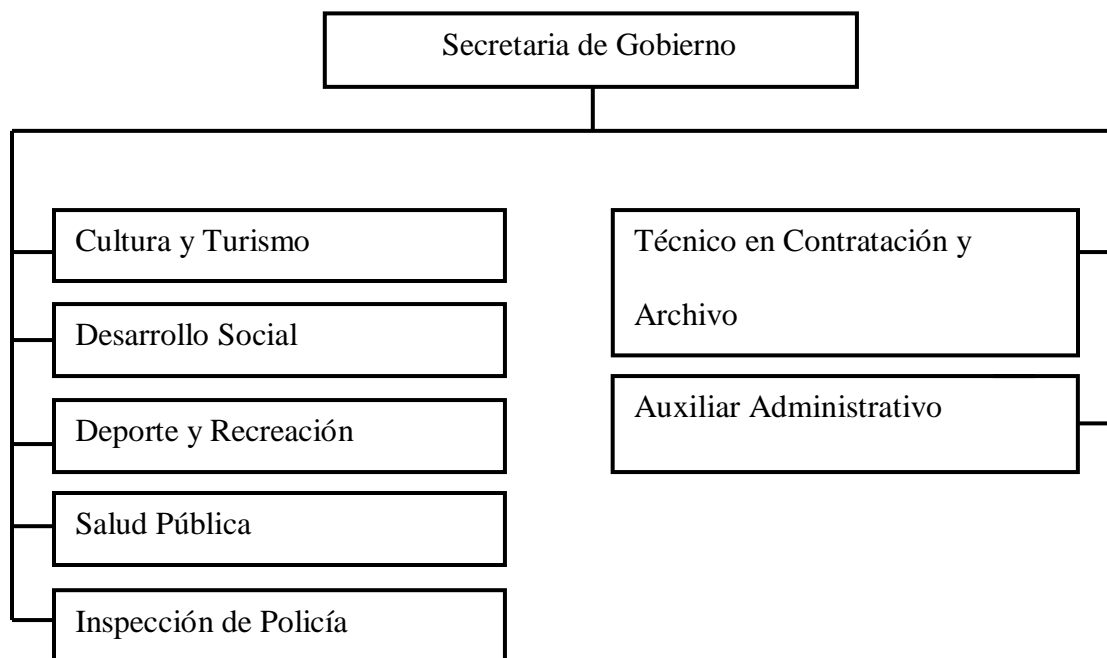 Secretaria de Gobierno
Cultura y Turismo
Desarrollo Social
Deporte y Recreación
Salud Pública
Inspección de Policía
Técnico en Contratación y
Archivo
Auxiliar Administrativo